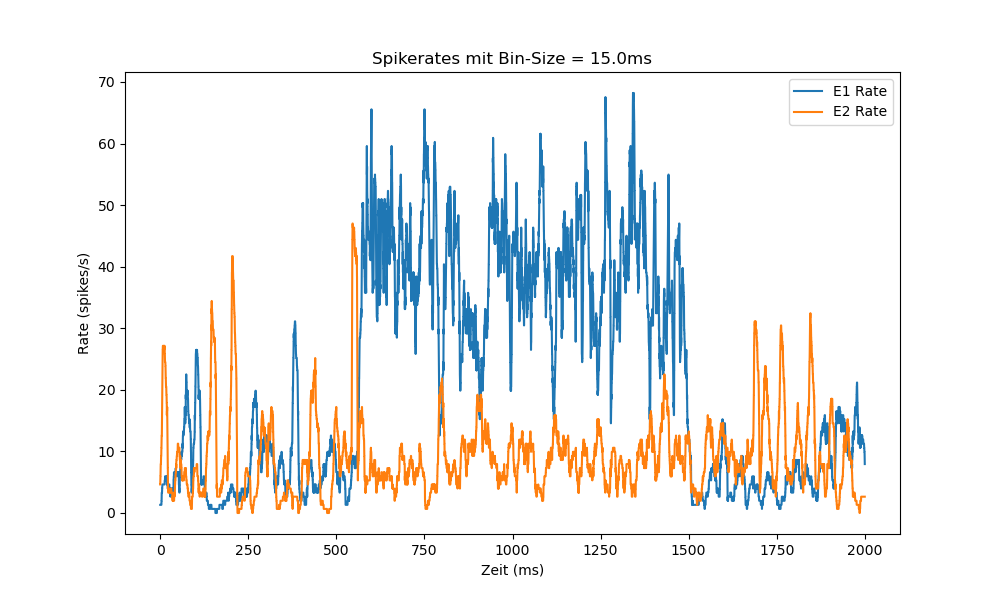 Spikerates mit Bin-Size = 15.0ms
E1 Rate
E2 Rate
Rate (spikes/s)
70
60
50
40
30
20
10
0
0 250 500 750 1000 1250 1500 1750 2000
Zeit (ms)